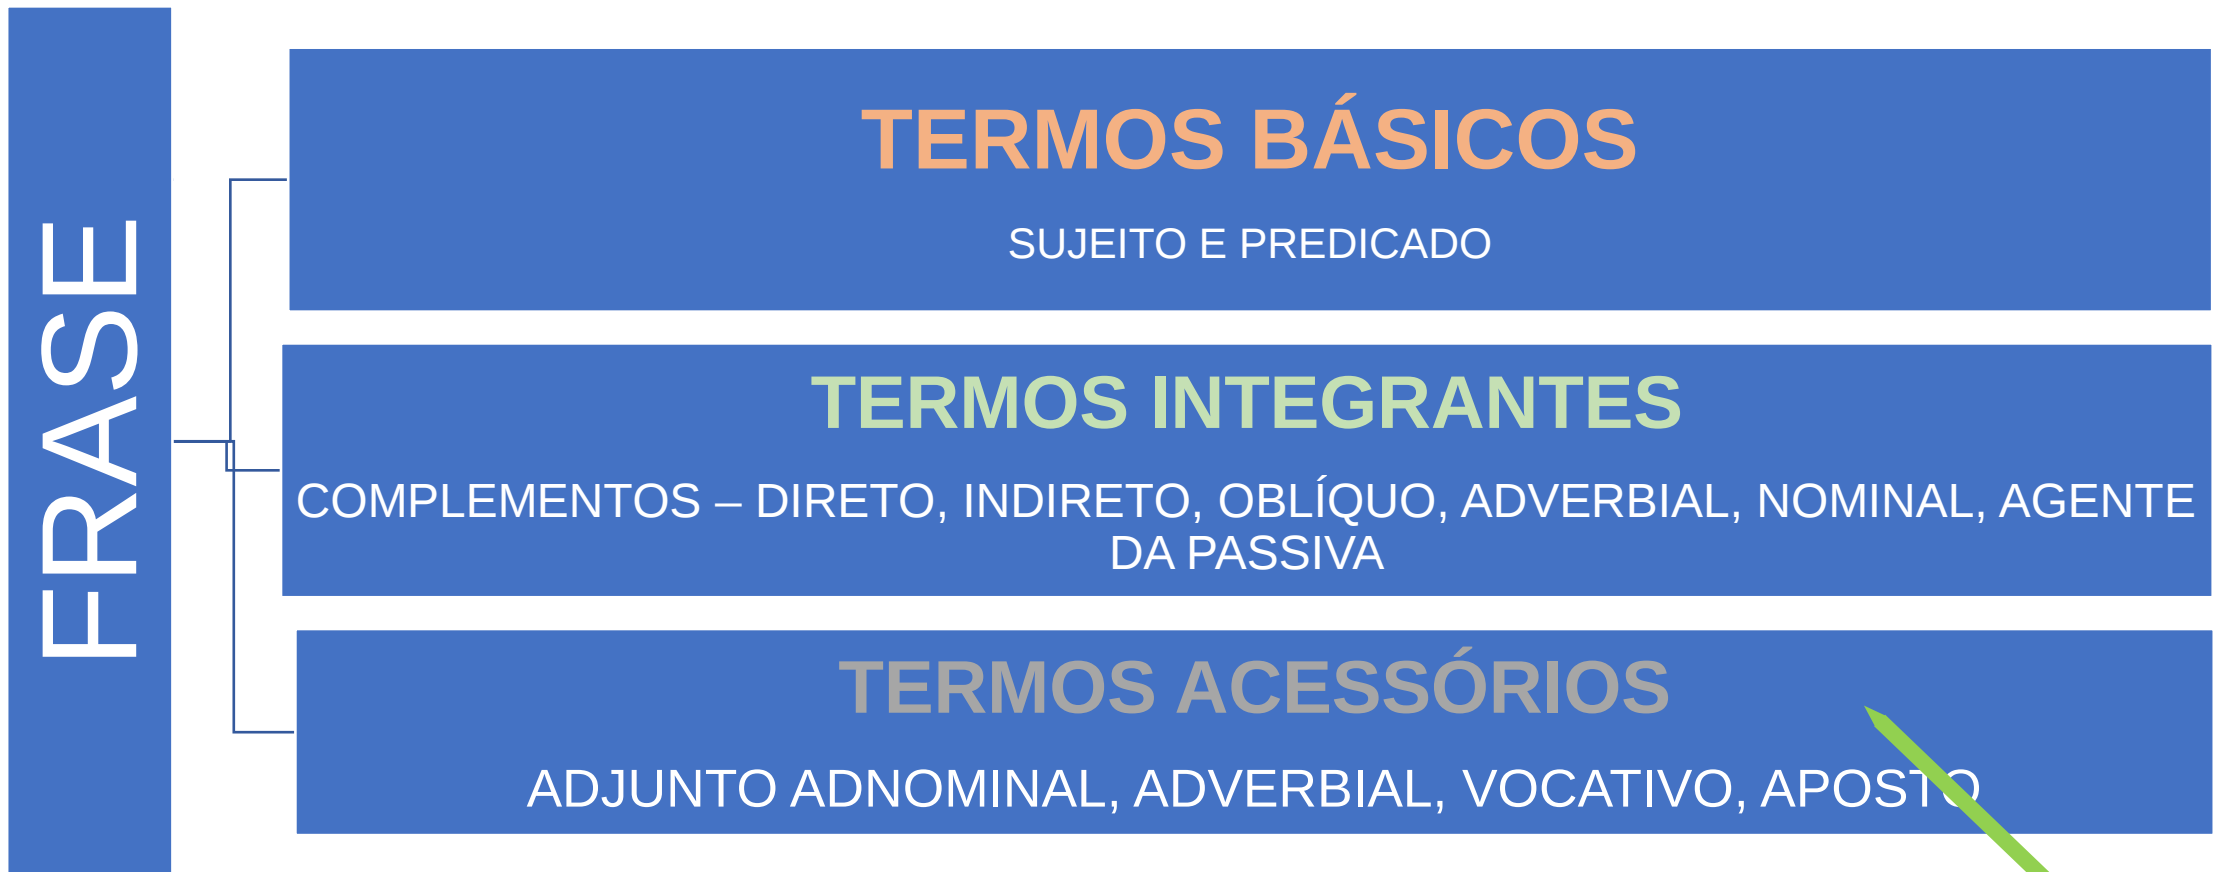 FRASE
TERMOS BÁSICOS
SUJEITO E PREDICADO
TERMOS INTEGRANTES
COMPLEMENTOS – DIRETO, INDIRETO, OBLÍQUO, ADVERBIAL, NOMINAL, AGENTE
DA PASSIVA
TERMOS ACESSÓRIOS
ADJUNTO ADNOMINAL, ADVERBIAL, VOCATIVO, APOSTO